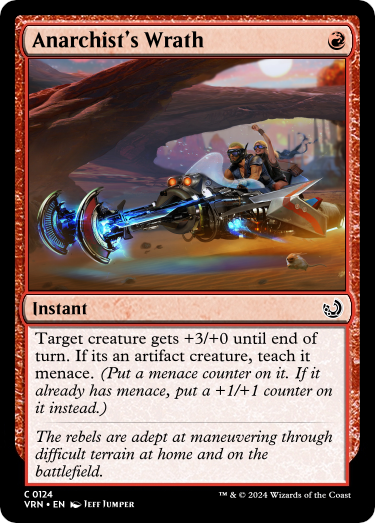 Anarchist's Wrath
Instant
Target creature gets +3/+0 until end of
turn. If its an artifact creature, teach it
menace. (Put a menace counter on it. If it
already has menace, put a +1/+1 counter on
it instead.)
The rebels are adept at maneuvering through
difficult terrain at home and on the
battlefield.
C 0124
VRN • EN Jeff Jumper
™ & © 2024 Wizards of the Coast